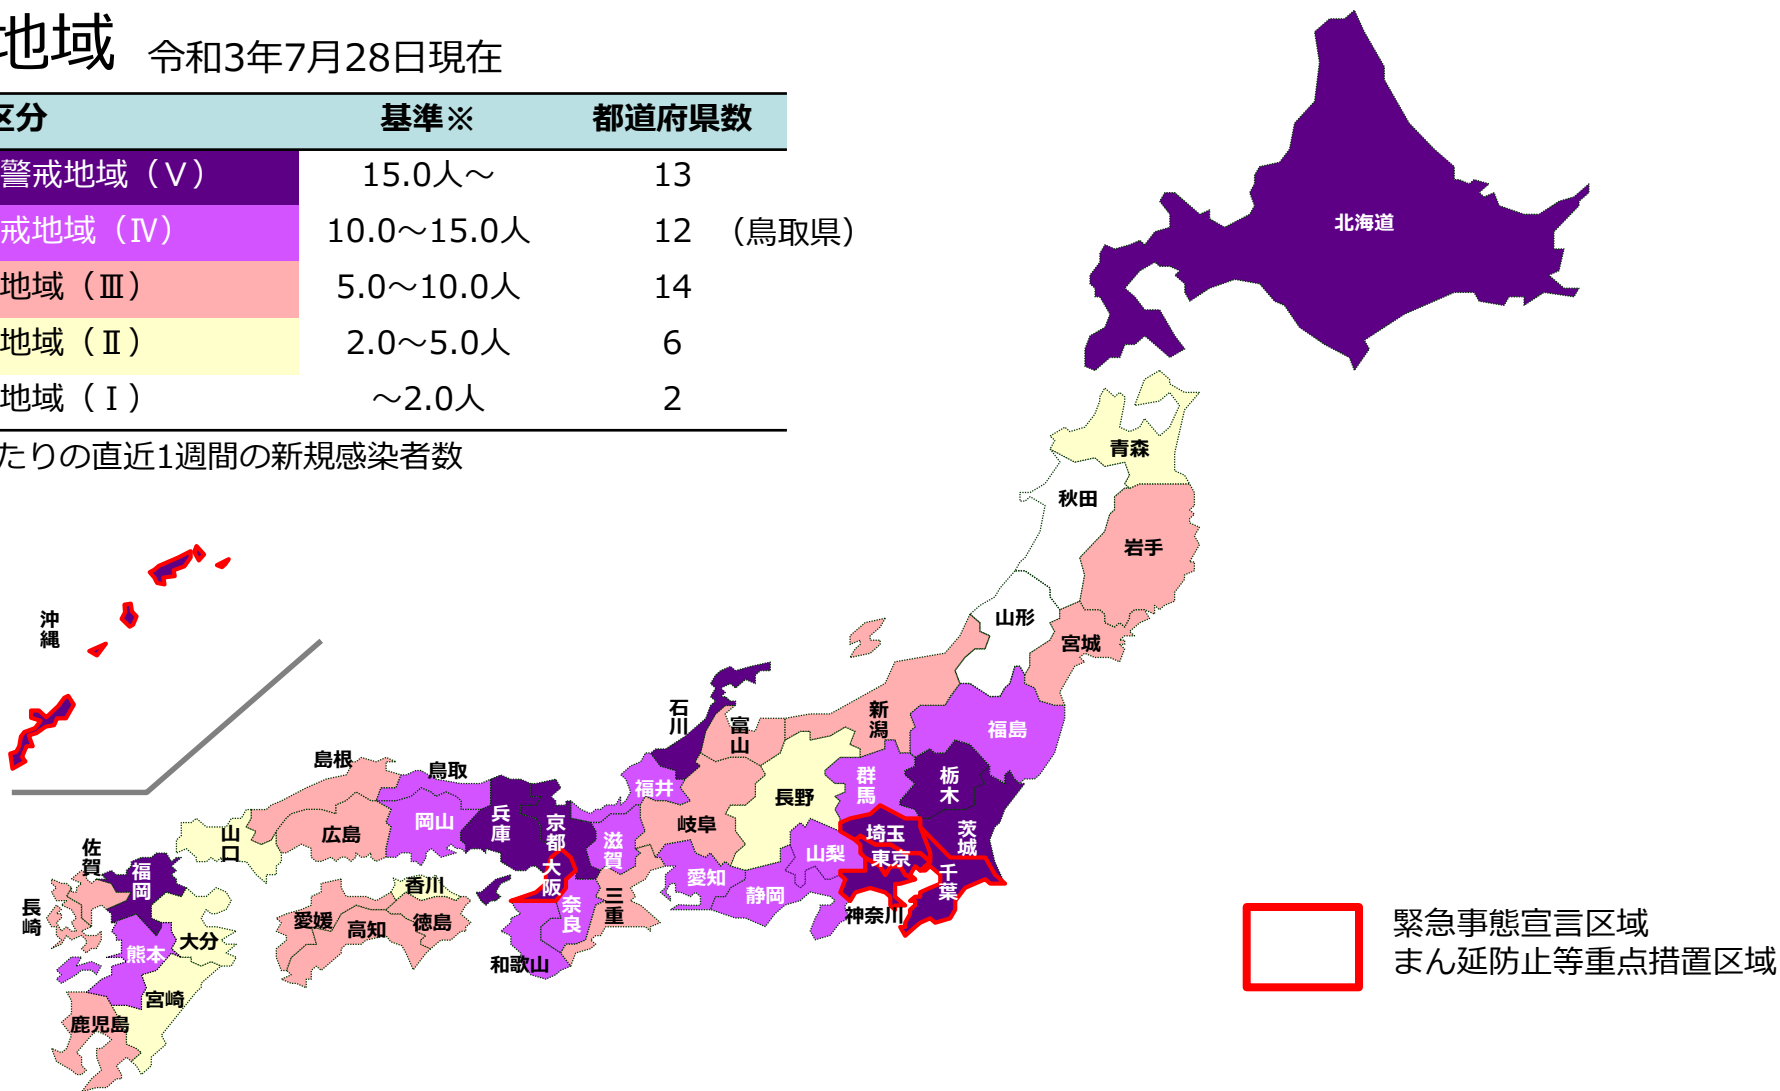 地域 令和3年7月28日現在
区分 基準※ 都道府県数
警戒地域（Ⅴ） 15.0人～ 13
戒地域（Ⅳ） 10.0～15.0人 12 （鳥取県）
地域（Ⅲ） 5.0～10.0人 14
地域（Ⅱ） 2.0～5.0人 6
地域（Ⅰ） ～2.0人 2
たりの直近1週間の新規感染者数
北海道
青森
秋田
岩手
山形
宮城
沖縄
石川
富山
新潟
福島
島根
鳥取
福井
群馬
栃木
長野
岡山
兵庫
京都
広島
山口
岐阜
埼玉
茨城
滋賀
山梨
東京
佐賀
福岡
大阪
愛知
千葉
香川
静岡
奈良
三重
長崎
愛媛
高知
徳島
神奈川
大分
熊本
和歌山
宮崎
鹿児島
緊急事態宣言区域
まん延防止等重点措置区域